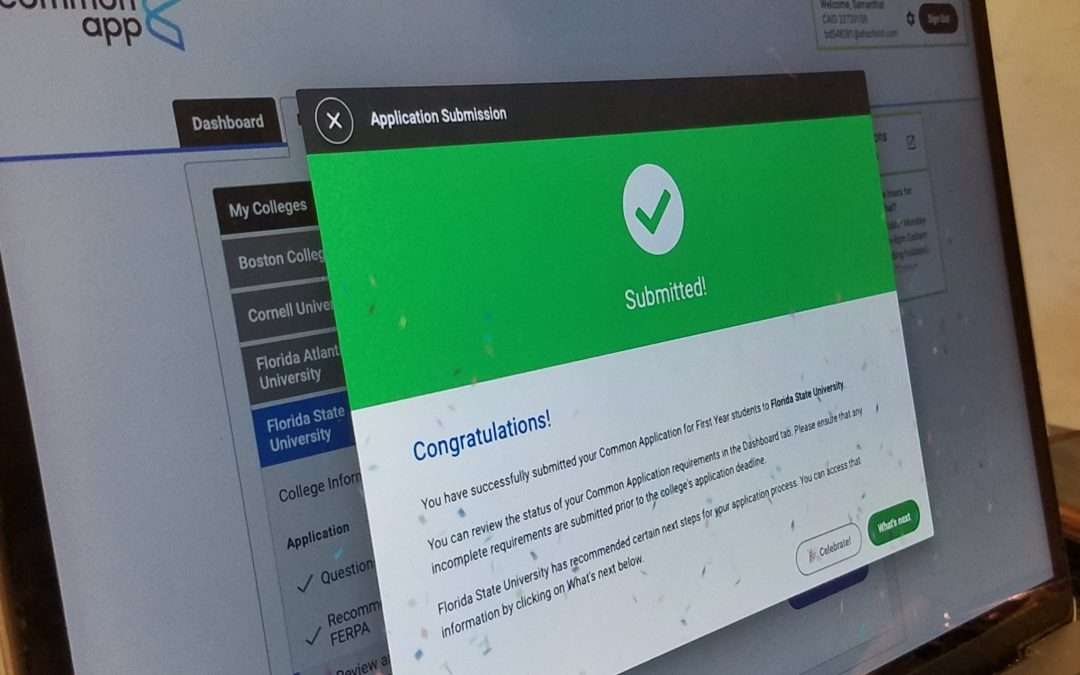 common
app
Welcome, Samantha!
Sign Out
Dashboard
Application Submission
My Colleges
Boston Colleg
Cornell Univer
Florida Atlant
University
Florida State
University
College Inform
Application
Question
Recomm
FERPA
Review a
Submitted!
Congratulations!
You have successfully submitted your Common Application for First Year students to Florida State University.
You can review the status of your Common Application requirements in the Dashboard tab. Please ensure that any
incomplete requirements are submitted prior to the college's application deadline.
Florida State University has recommended certain next steps for your application process. You can access that
information by clicking on What's next below.
Celebrate!
What's next